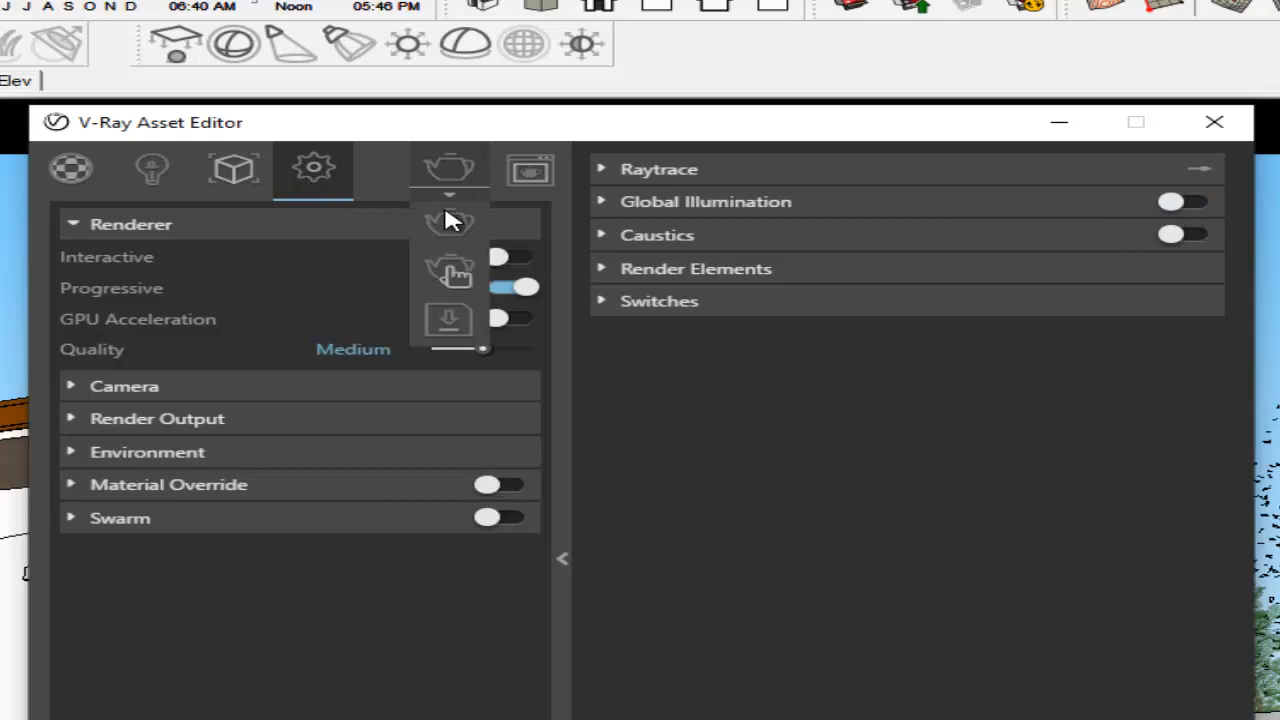 J J A S O N D 06:40 AM Noon 05:46 PM
Elev
V-Ray Asset Editor
Renderer
Interactive
Progressive
GPU Acceleration
Quality Medium
Camera
Render Output
Environment
Material Override
Swarm
Raytrace
Global Illumination
Caustics
Render Elements
Switches